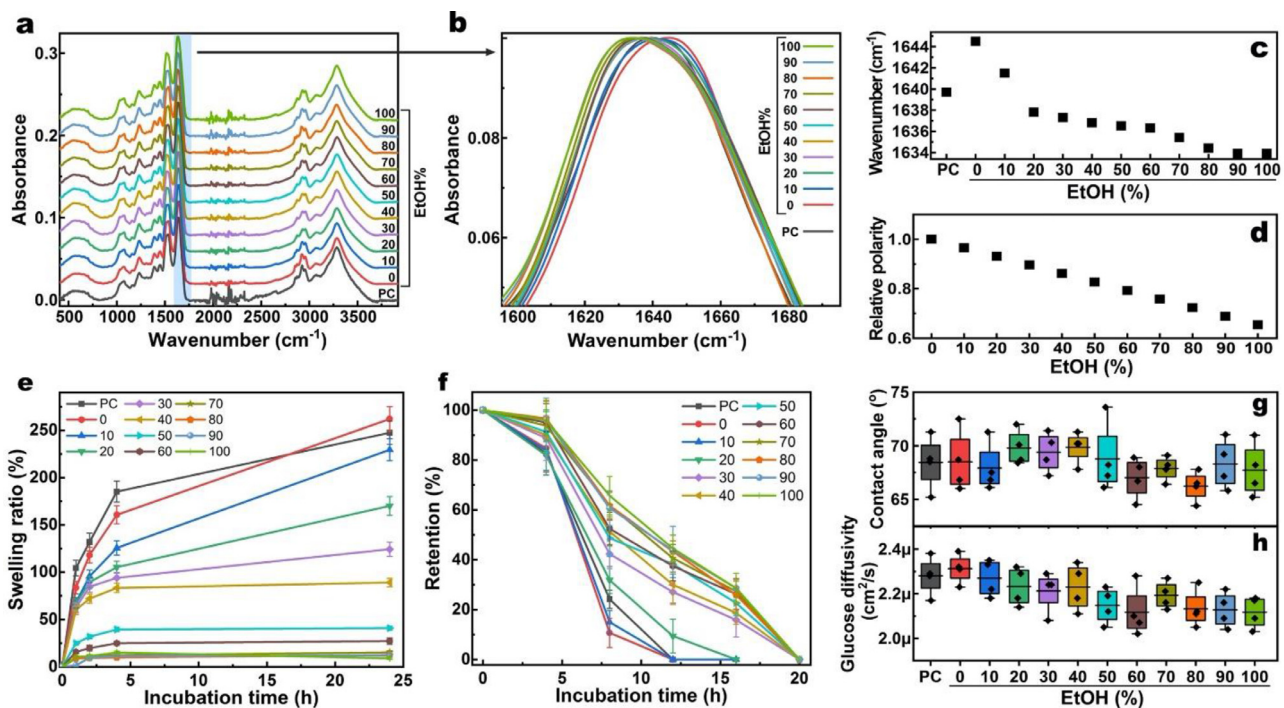 a
0.3
0.2
0.1
0.0
Absorbance
500 1000 1500 2000 2500 3000 3500
Wavenumber (cm⁻¹)
100
90
80
70
60
50
40
30
20
10
0
PC
EtOH%
b
0.08
0.06
Absorbance
1600 1620 1640 1660 1680
Wavenumber (cm⁻¹)
100
90
80
70
60
50
40
30
20
10
0
PC
EtOH%
c
1644
1642
1640
1638
1636
1634
Wavenumber (cm⁻¹)
PC 0 10 20 30 40 50 60 70 80 90 100
EtOH (%)
d
1.0
0.8
0.6
Relative polarity
0 10 20 30 40 50 60 70 80 90 100
EtOH (%)
e
PC 30 70
0 40 80
10 50 90
20 60 100
250
200
150
100
50
0
Swelling ratio (%)
0 5 10 15 20 25
Incubation time (h)
f
PC 50
0 60
10 70
20 80
30 90
40 100
100
80
60
40
20
0
Retention (%)
0 5 10 15 20
Incubation time (h)
g
75
70
65
Contact angle (º)
h
2.4µ
2.2µ
2.0µ
Glucose diffusivity
(cm²/s)
PC 0 10 20 30 40 50 60 70 80 90 100
EtOH (%)